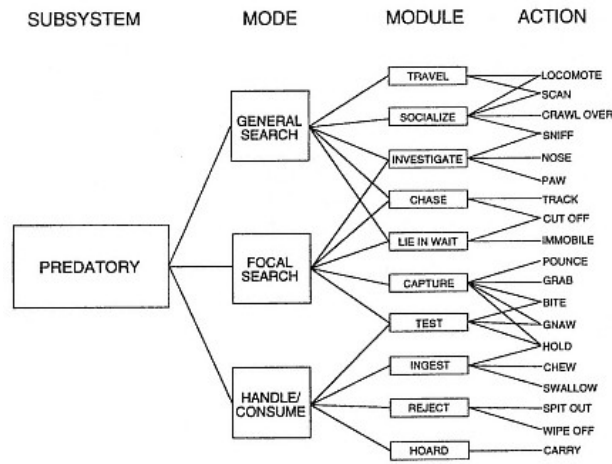 SUBSYSTEM
MODE
MODULE
ACTION
PREDATORY
GENERAL
SEARCH
FOCAL
SEARCH
HANDLE/
CONSUME
TRAVEL
SOCIALIZE
INVESTIGATE
CHASE
LIE IN WAIT
CAPTURE
TEST
INGEST
REJECT
HOARD
LOCOMOTE
SCAN
CRAWL OVER
SNIFF
NOSE
PAW
TRACK
CUT OFF
IMMOBILE
POUNCE
GRAB
BITE
GNAW
HOLD
CHEW
SWALLOW
SPIT OUT
WIPE OFF
CARRY